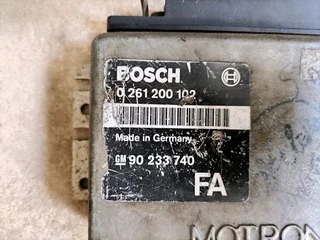 BOSCH
0 261 200 102
Made in Germany
GM 90 233 740
FA
MOTRON